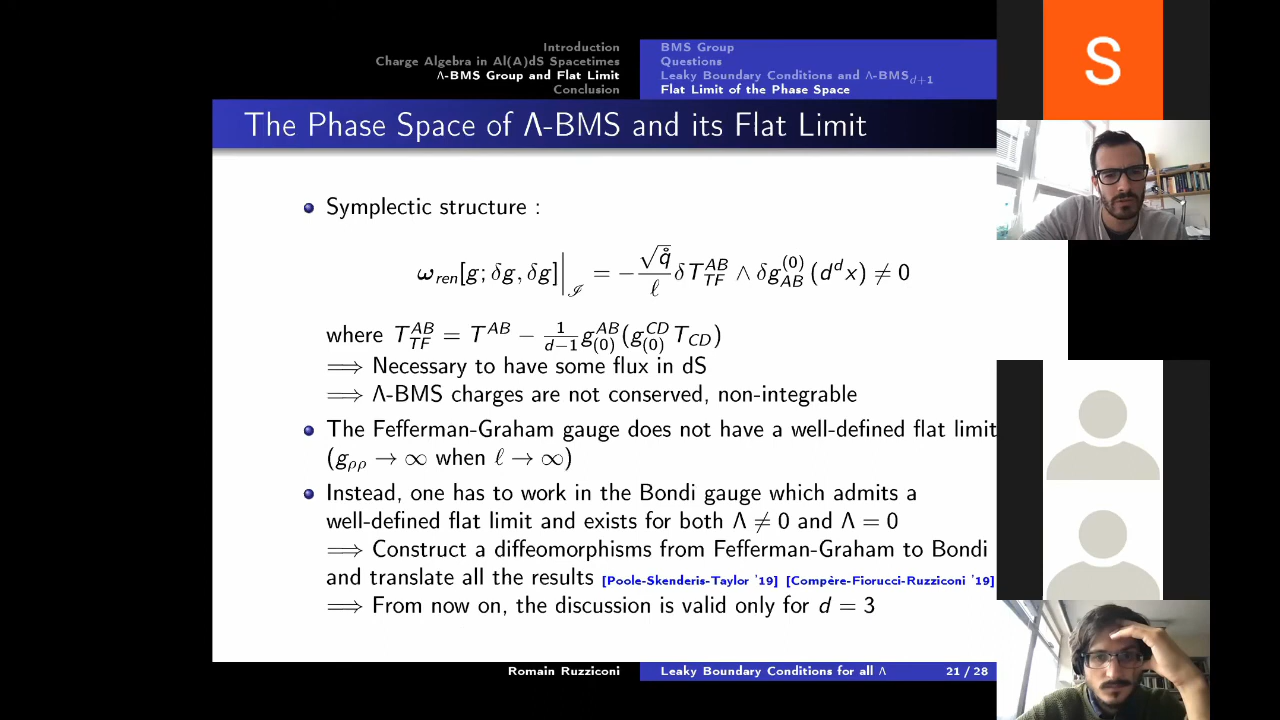 Introduction
Charge Algebra in Al(A)dS Spacetimes
Λ-BMS Group and Flat Limit
Conclusion
BMS Group
Questions
Leaky Boundary Conditions and Λ-BMS_{d+1}
Flat Limit of the Phase Space
The Phase Space of Λ-BMS and its Flat Limit
Symplectic structure :
ω_{ren}[g; δg, δg]|_ℐ = −\frac{\sqrt{\mathring{q}}}{ℓ} δT^{AB}_{TF} ∧ δg^{(0)}_{AB} (d^d x) ≠ 0
where T^{AB}_{TF} = T^{AB} − \frac{1}{d−1} g^{AB}_{(0)} (g^{CD}_{(0)} T_{CD})
⟹ Necessary to have some flux in dS
⟹ Λ-BMS charges are not conserved, non-integrable
The Fefferman-Graham gauge does not have a well-defined flat limit
(g_{ρρ} → ∞ when ℓ → ∞)
Instead, one has to work in the Bondi gauge which admits a
well-defined flat limit and exists for both Λ ≠ 0 and Λ = 0
⟹ Construct a diffeomorphisms from Fefferman-Graham to Bondi
and translate all the results [Poole-Skenderis-Taylor '19] [Compère-Fiorucci-Ruzziconi '19]
⟹ From now on, the discussion is valid only for d = 3
Romain Ruzziconi
Leaky Boundary Conditions for all Λ
21 / 28
S